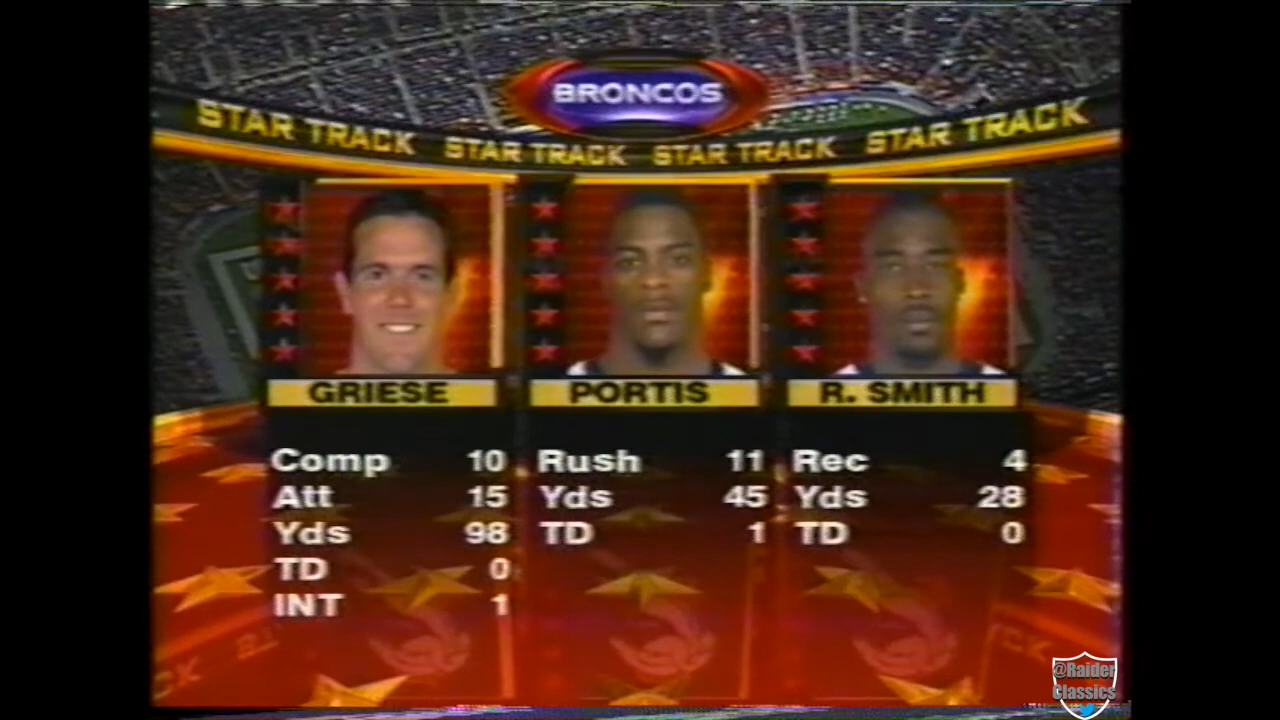 BRONCOS
STAR TRACK STAR TRACK STAR TRACK STAR TRACK
GRIESE PORTIS R. SMITH
Comp 10 Rush 11 Rec 4
Att 15 Yds 45 Yds 28
Yds 98 TD 1 TD 0
TD 0
INT 1
@Raider
Classics